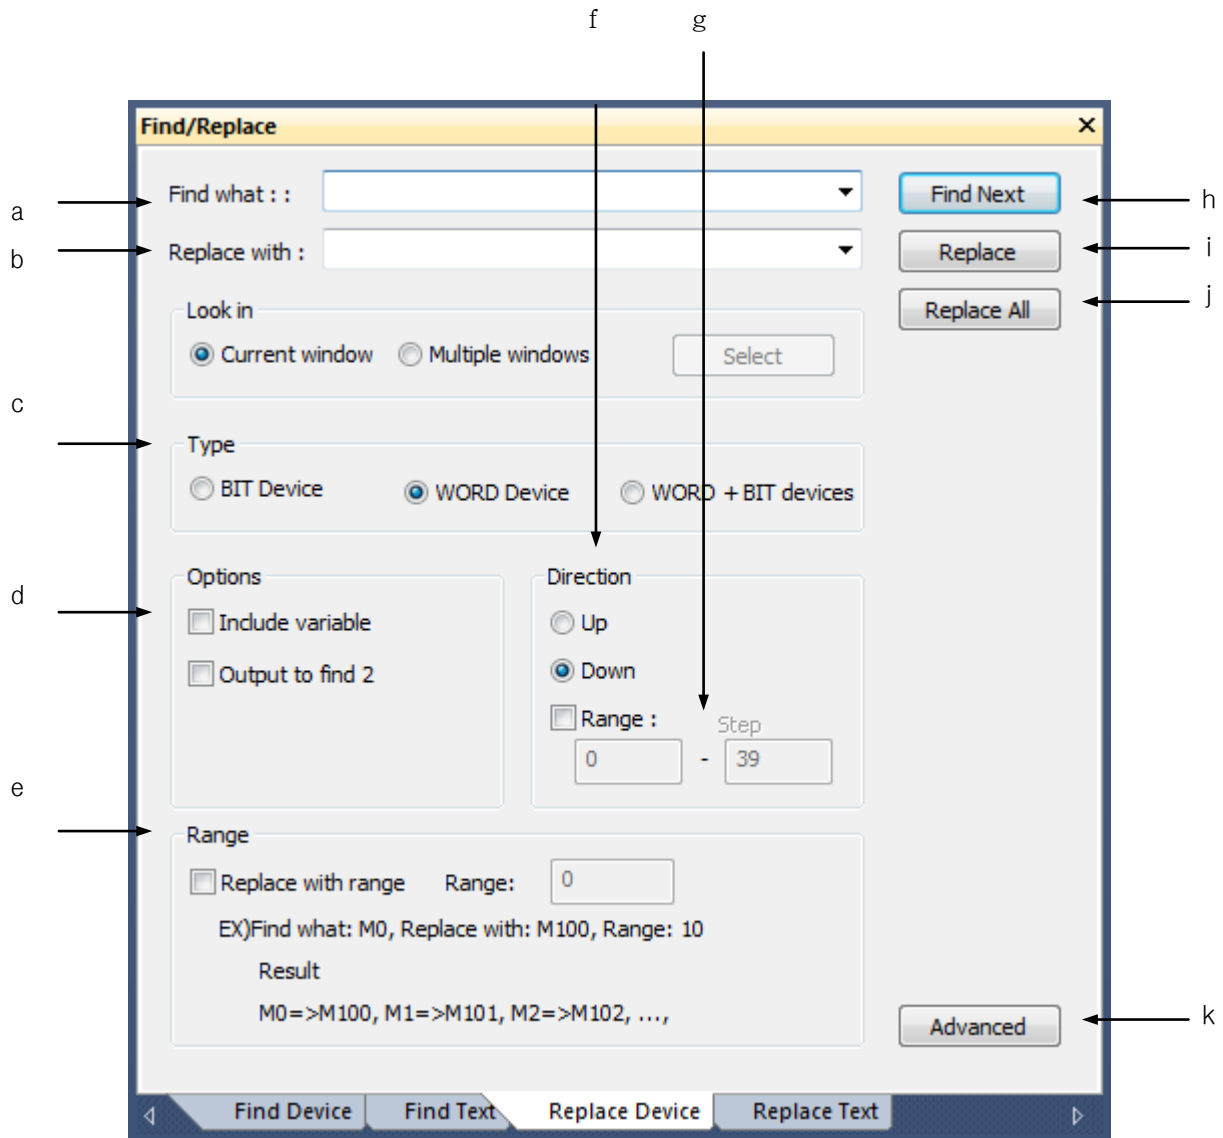 f g
Find/Replace
a Find what : : Find Next h
b Replace with : Replace i
Look in Replace All j
Current window Multiple windows Select
c
Type
BIT Device WORD Device WORD + BIT devices
Options Direction
d Include variable Up
Output to find 2 Down
Range : Step
0 - 39
e
Range
Replace with range Range: 0
EX)Find what: M0, Replace with: M100, Range: 10
Result
M0=>M100, M1=>M101, M2=>M102, ...,
Advanced k
Find Device Find Text Replace Device Replace Text